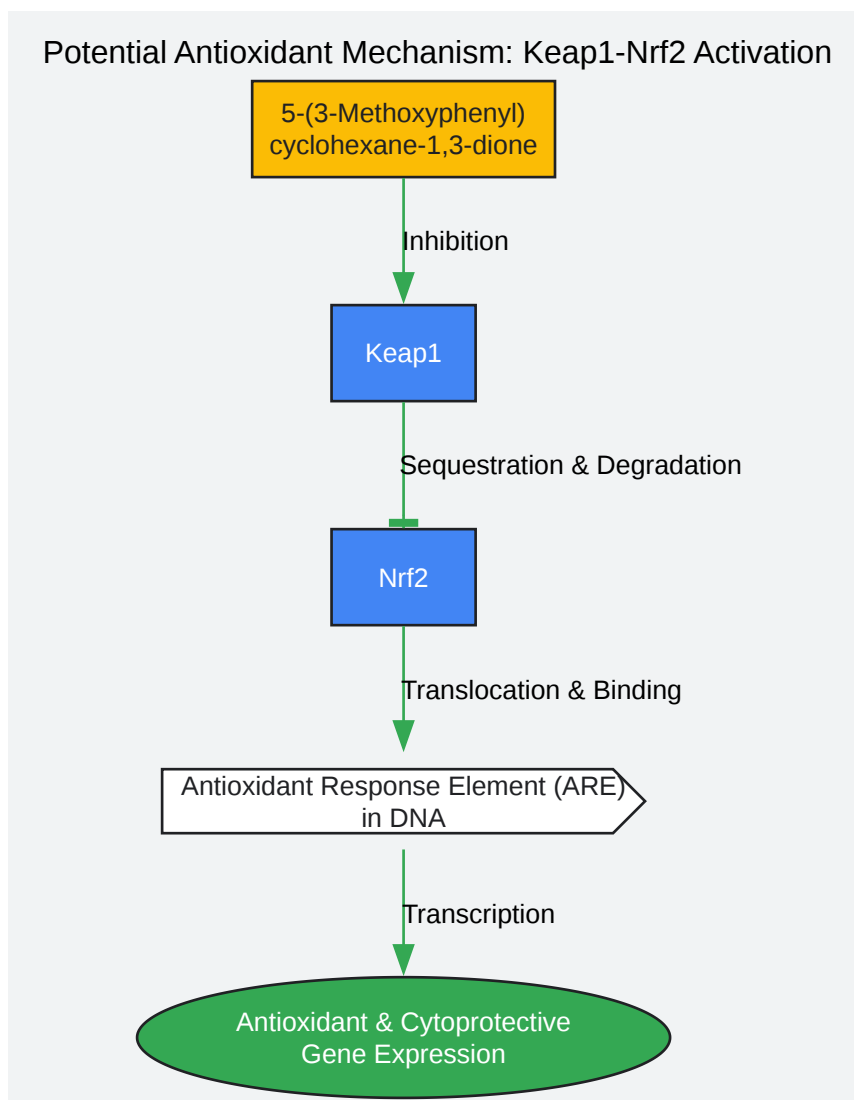 Potential Antioxidant Mechanism: Keap1-Nrf2 Activation
5-(3-Methoxyphenyl)
cyclohexane-1,3-dione
Inhibition
Keap1
Sequestration & Degradation
Nrf2
Translocation & Binding
Antioxidant Response Element (ARE)
in DNA
Transcription
Antioxidant & Cytoprotective
Gene Expression